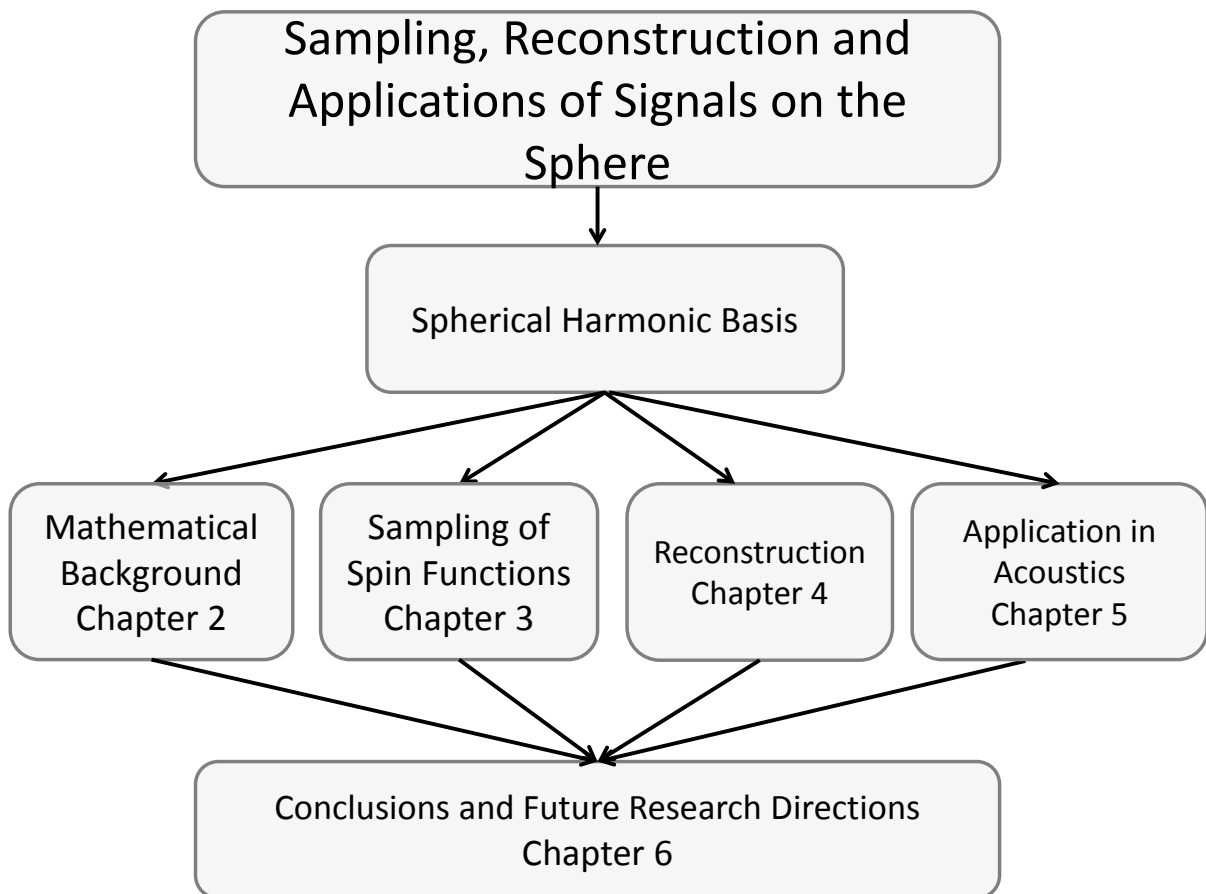 Sampling, Reconstruction and
Applications of Signals on the
Sphere
Spherical Harmonic Basis
Mathematical
Background
Chapter 2
Sampling of
Spin Functions
Chapter 3
Reconstruction
Chapter 4
Application in
Acoustics
Chapter 5
Conclusions and Future Research Directions
Chapter 6